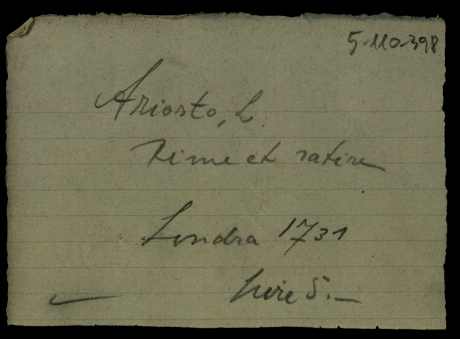 5-110-398
Ariosto, L.
Rime et satire
Londra 1731
Lire 5.-